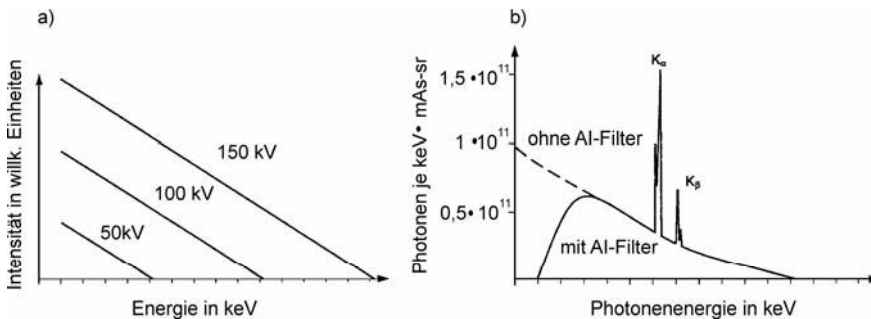 a)
Intensität in willk. Einheiten
150 kV
100 kV
50kV
Energie in keV
b)
Photonen je keV• mAs-sr
1,5•10¹¹
1•10¹¹
0,5•10¹¹
Kα
Kβ
ohne Al-Filter
mit Al-Filter
Photonenenergie in keV